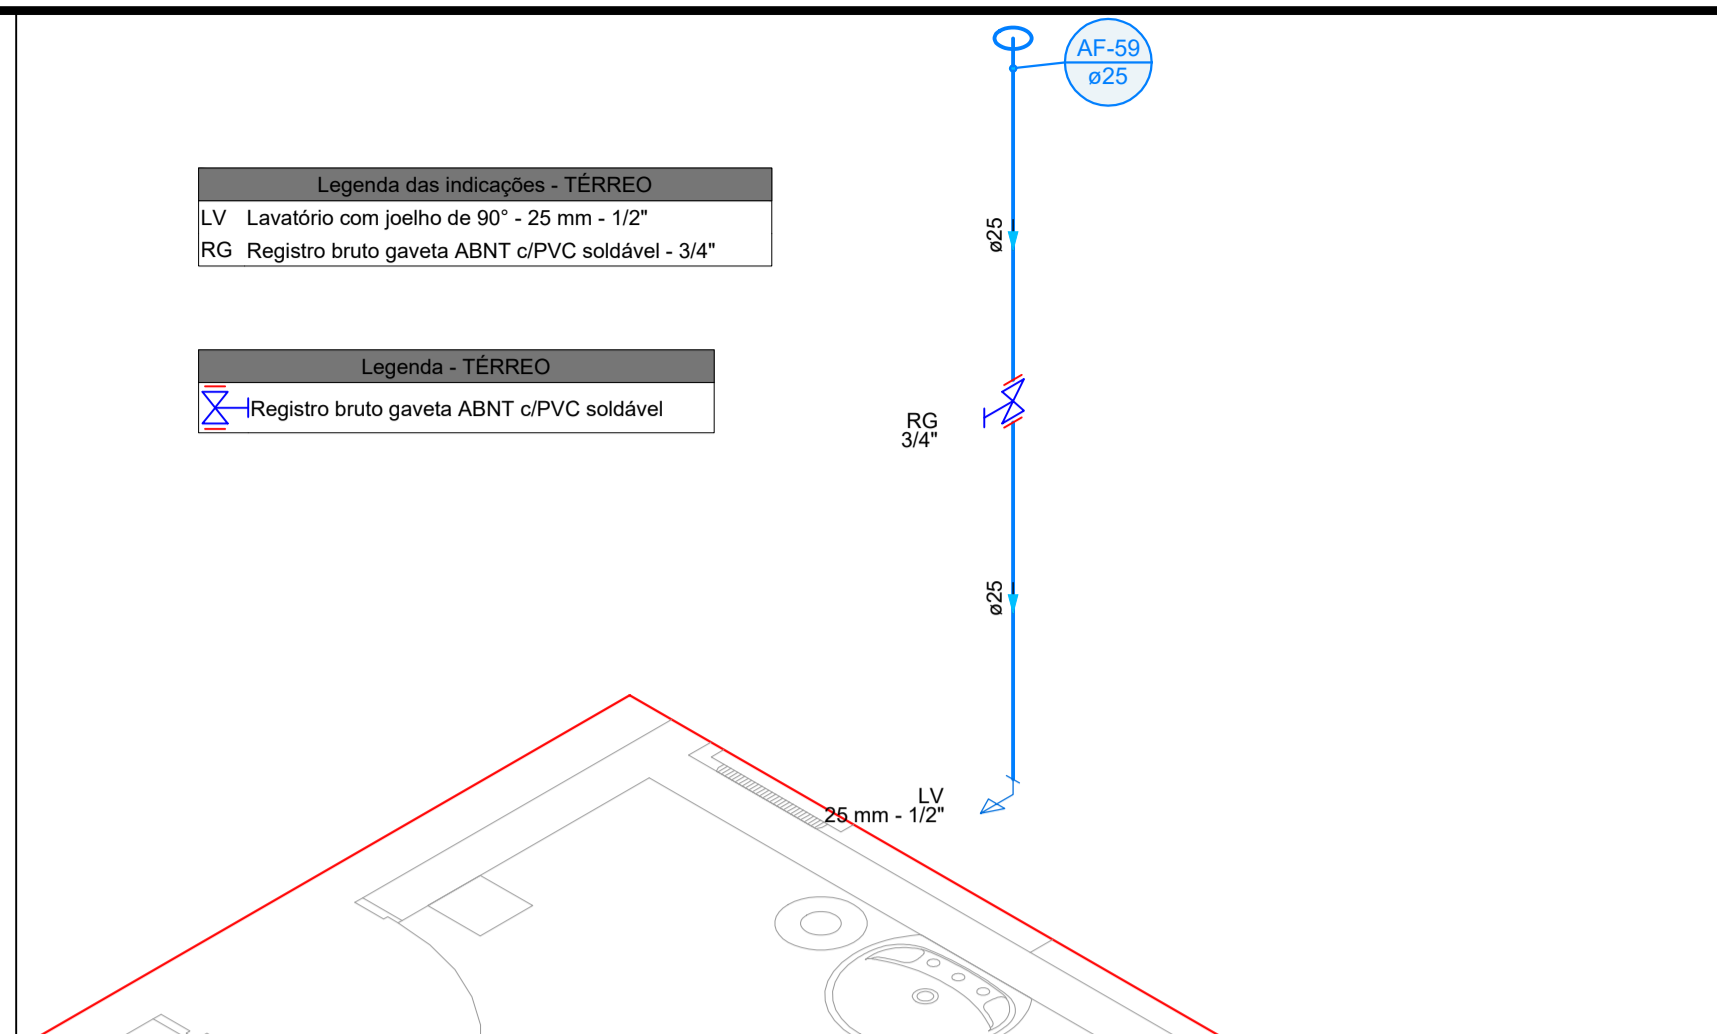 AF-59
ø25
Legenda das indicações - TÉRREO
LV Lavatório com joelho de 90° - 25 mm - 1/2"
RG Registro bruto gaveta ABNT c/PVC soldável - 3/4"
ø25
Legenda - TÉRREO
Registro bruto gaveta ABNT c/PVC soldável
RG
3/4"
ø25
LV
25 mm - 1/2"